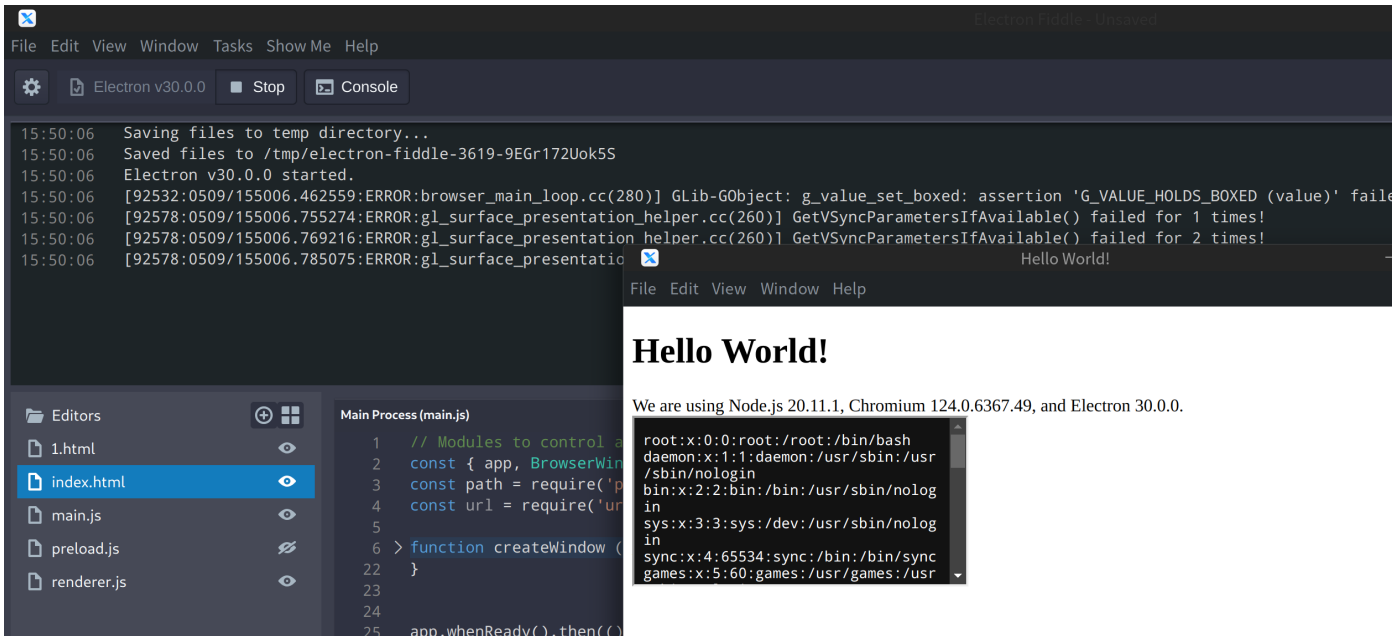 Electron Fiddle - Unsaved
File Edit View Window Tasks Show Me Help
Electron v30.0.0 Stop Console
15:50:06 Saving files to temp directory...
15:50:06 Saved files to /tmp/electron-fiddle-3619-9EGr172Uok5S
15:50:06 Electron v30.0.0 started.
15:50:06 [92532:0509/155006.462559:ERROR:browser_main_loop.cc(280)] GLib-GObject: g_value_set_boxed: assertion 'G_VALUE_HOLDS_BOXED (value)' faile
15:50:06 [92578:0509/155006.755274:ERROR:gl_surface_presentation_helper.cc(260)] GetVSyncParametersIfAvailable() failed for 1 times!
15:50:06 [92578:0509/155006.769216:ERROR:gl_surface_presentation_helper.cc(260)] GetVSyncParametersIfAvailable() failed for 2 times!
15:50:06 [92578:0509/155006.785075:ERROR:gl_surface_presentatio
Hello World!
File Edit View Window Help
Hello World!
We are using Node.js 20.11.1, Chromium 124.0.6367.49, and Electron 30.0.0.
root:x:0:0:root:/root:/bin/bash
daemon:x:1:1:daemon:/usr/sbin:/usr
/sbin/nologin
bin:x:2:2:bin:/bin:/usr/sbin/nolog
in
sys:x:3:3:sys:/dev:/usr/sbin/nolog
in
sync:x:4:65534:sync:/bin:/bin/sync
games:x:5:60:games:/usr/games:/usr
Editors
1.html
index.html
main.js
preload.js
renderer.js
Main Process (main.js)
1 // Modules to control a
2 const { app, BrowserWin
3 const path = require('p
4 const url = require('ur
5
6 > function createWindow (
22 }
23
24
25 app.whenReady().then(()